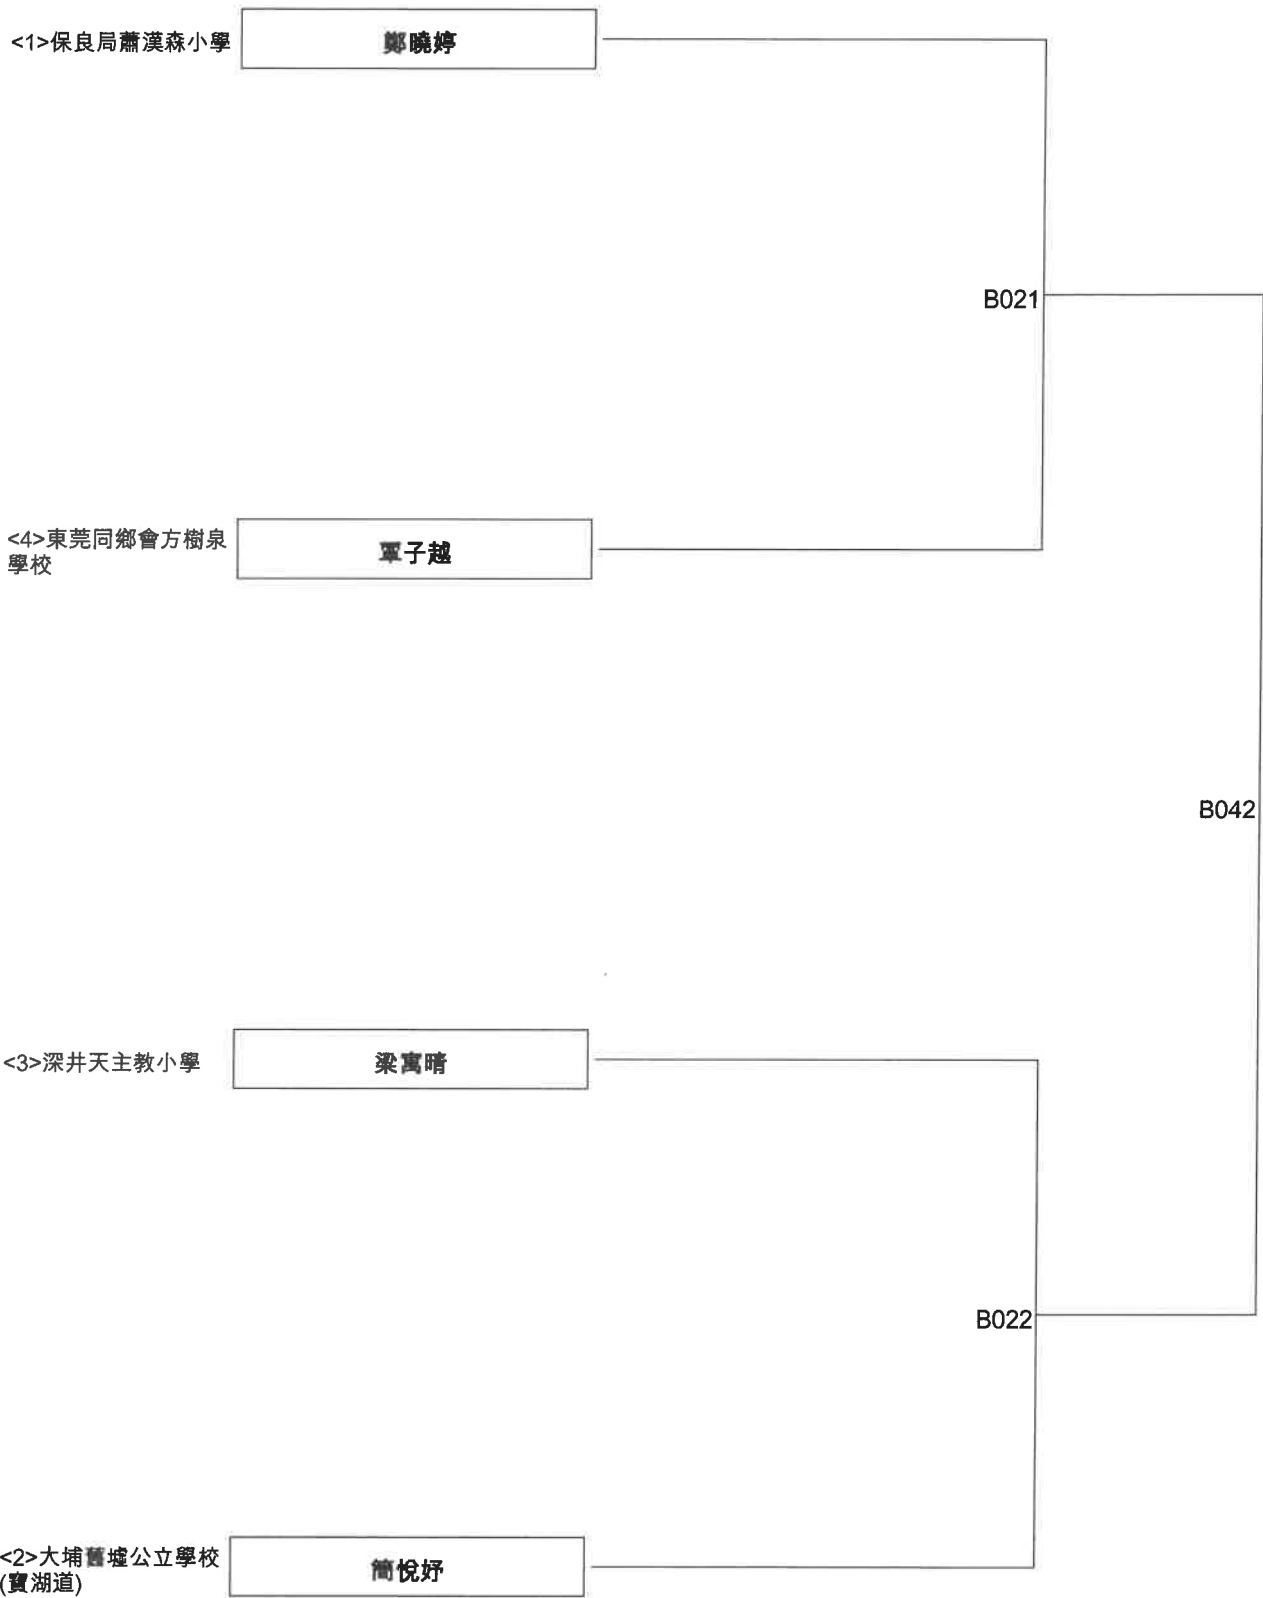 <1>保良局蕭漢森小學
鄭曉婷
B021
<4>東莞同鄉會方樹泉
學校
覃子越
B042
<3>深井天主教小學
梁寓晴
B022
<2>大埔舊墟公立學校
(寶湖道)
簡悅妤